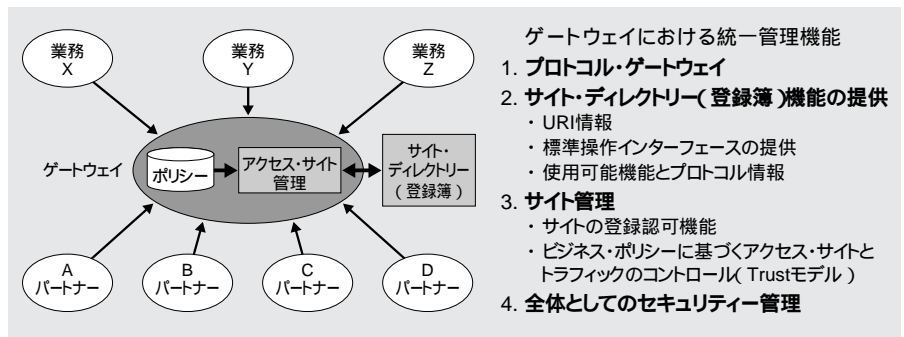 業務
X
業務
Y
業務
Z
ゲートウェイ
ポリシー
アクセス・サイト
管理
サイト・
ディレクトリー
(登録簿)
A
パートナー
B
パートナー
C
パートナー
D
パートナー
ゲートウェイにおける統一管理機能
1. プロトコル・ゲートウェイ
2. サイト・ディレクトリー(登録簿)機能の提供
・URI情報
・標準操作インターフェースの提供
・使用可能機能とプロトコル情報
3. サイト管理
・サイトの登録認可機能
・ビジネス・ポリシーに基づくアクセス・サイトと
トラフィックのコントロール(Trustモデル)
4. 全体としてのセキュリティー管理